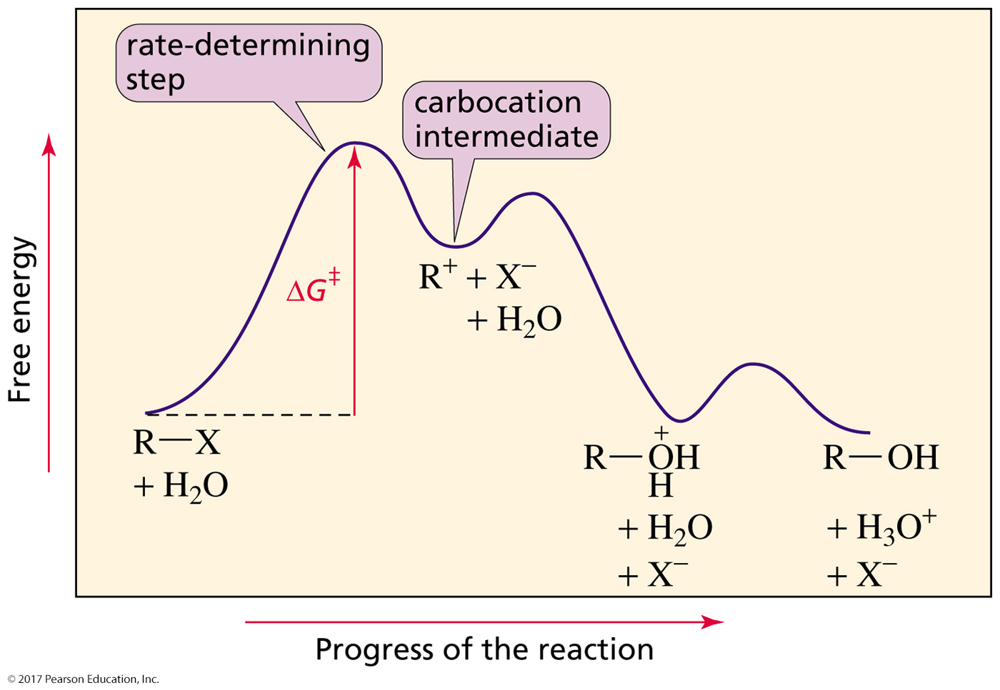 rate-determining
step
carbocation
intermediate
Free energy
ΔG‡
R⁺ + X⁻
+ H₂O
R—X
+ H₂O
+
R—OH
H
+ H₂O
+ X⁻
R—OH
+ H₃O⁺
+ X⁻
Progress of the reaction
© 2017 Pearson Education, Inc.